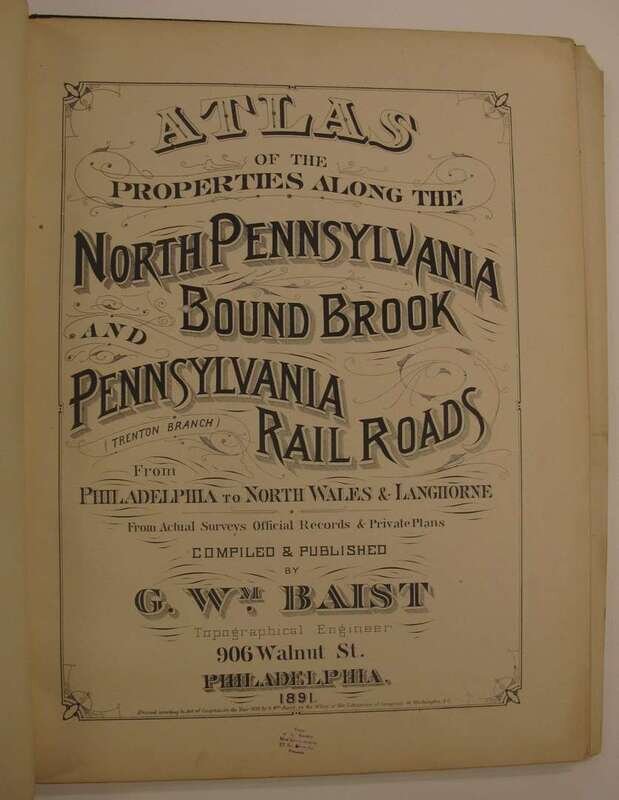 ATLAS
OF THE
PROPERTIES ALONG THE
NORTH PENNSYLVANIA
BOUND BROOK
AND
PENNSYLVANIA
(TRENTON BRANCH)
RAIL ROADS
From
PHILADELPHIA TO NORTH WALES & LANGHORNE
From Actual Surveys Official Records & Private Plans
COMPILED & PUBLISHED
BY
G. WM. BAIST
Topographical Engineer
906 Walnut St.
PHILADELPHIA.
1891.